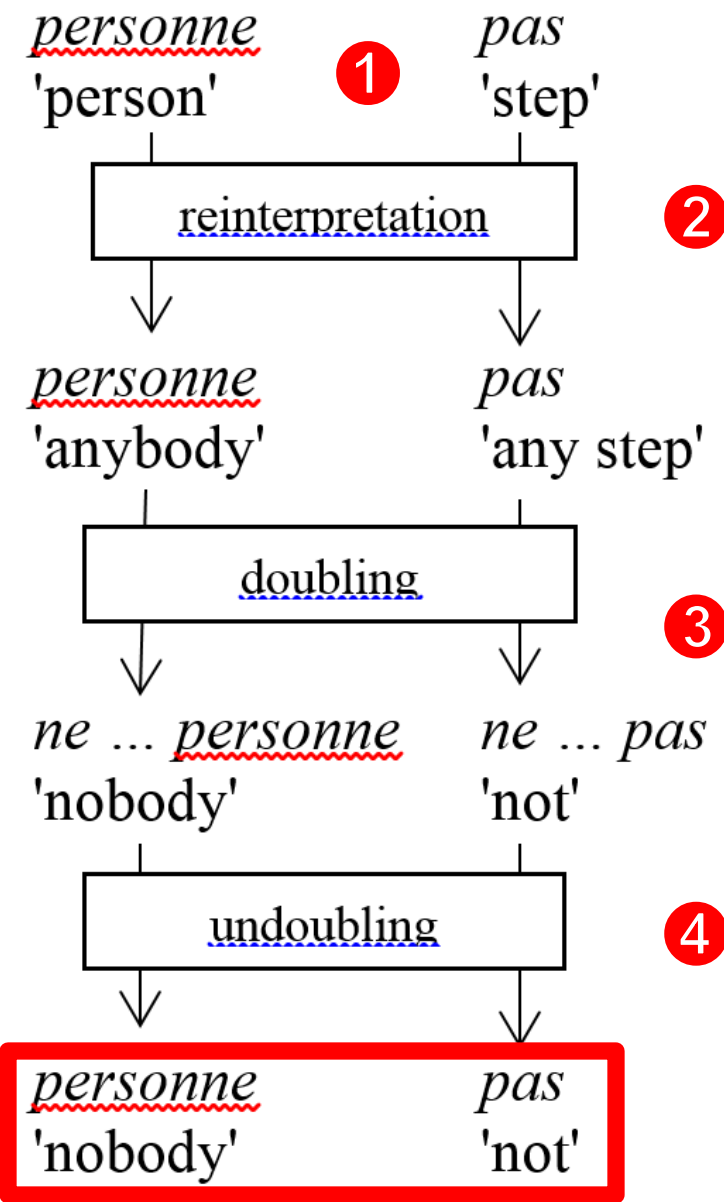 personne pas
1
'person' 'step'
reinterpretation
2
personne pas
'anybody' 'any step'
doubling
3
ne ... personne ne ... pas
'nobody' 'not'
undoubling
4
personne pas
'nobody' 'not'